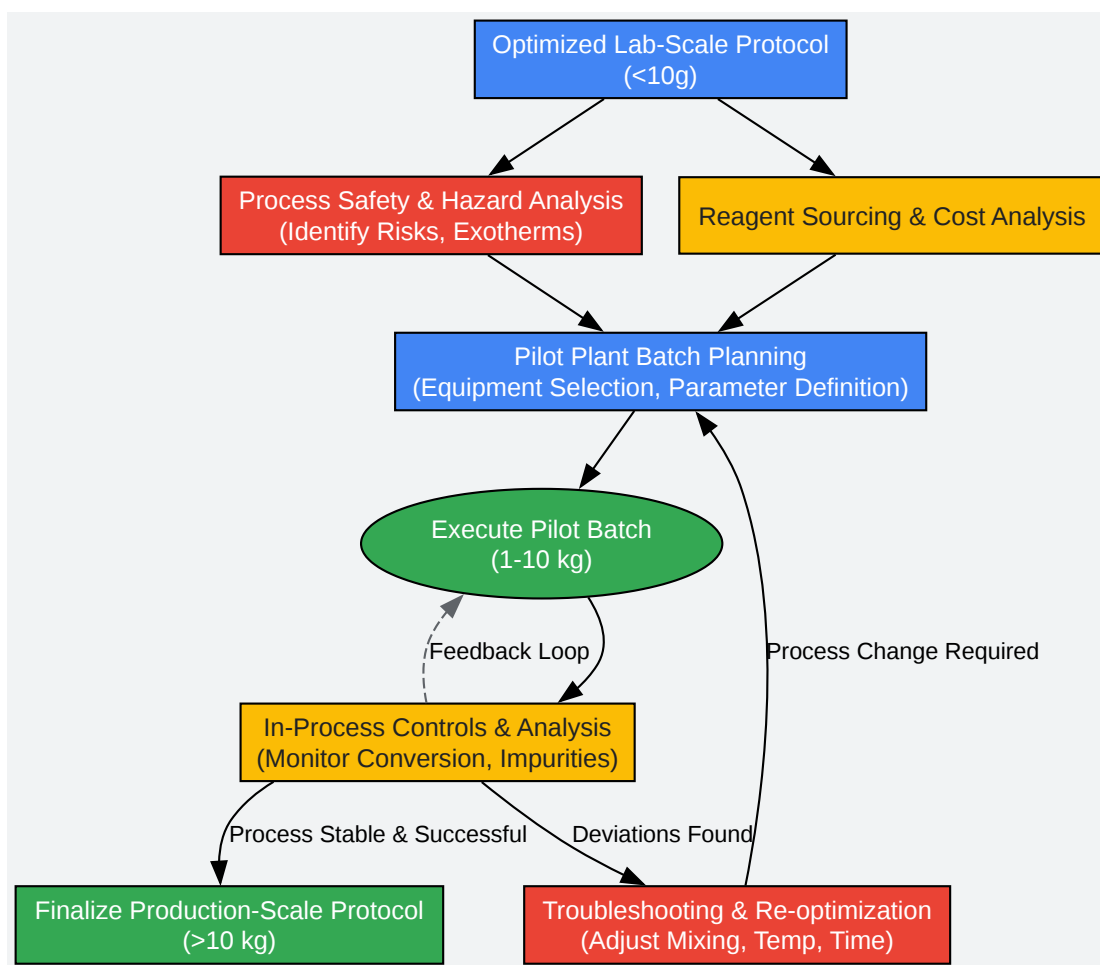 Optimized Lab-Scale Protocol
(<10g)
Process Safety & Hazard Analysis
(Identify Risks, Exotherms)
Reagent Sourcing & Cost Analysis
Pilot Plant Batch Planning
(Equipment Selection, Parameter Definition)
Execute Pilot Batch
(1-10 kg)
Feedback Loop
Process Change Required
In-Process Controls & Analysis
(Monitor Conversion, Impurities)
Process Stable & Successful
Deviations Found
Finalize Production-Scale Protocol
(>10 kg)
Troubleshooting & Re-optimization
(Adjust Mixing, Temp, Time)